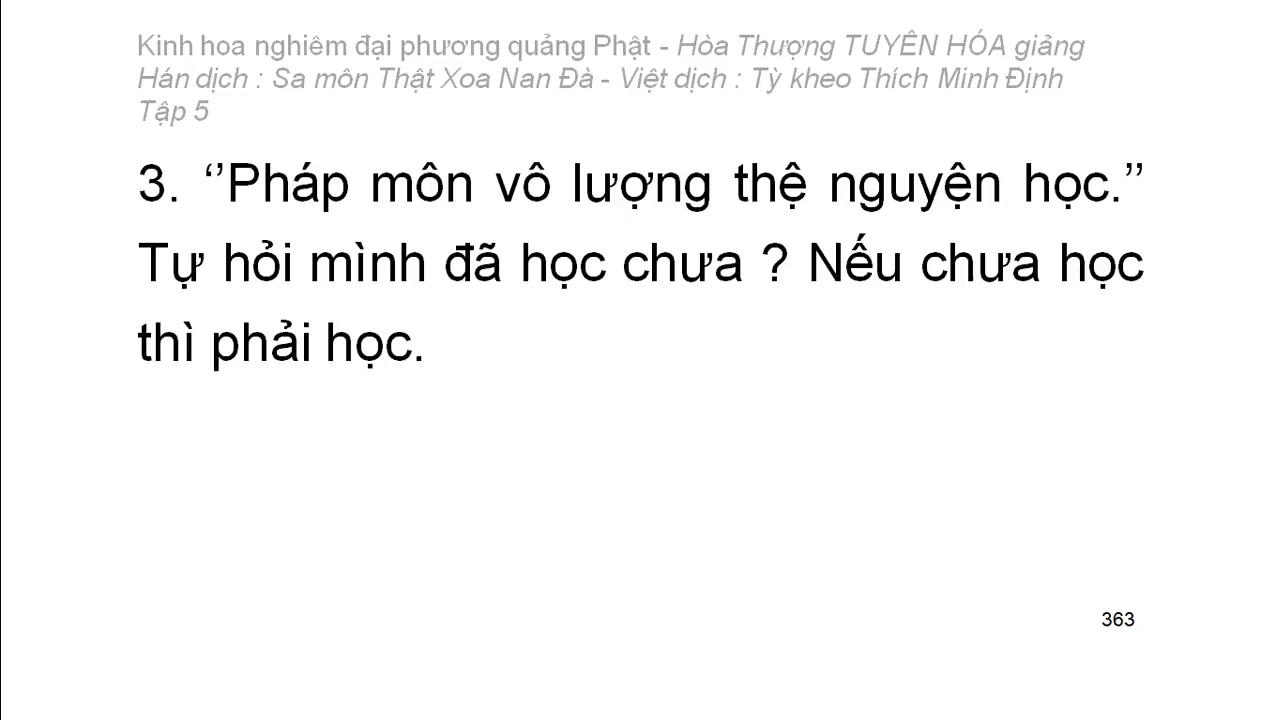 Kinh hoa nghiêm đại phương quảng Phật - Hòa Thượng TUYÊN HÓA giảng
Hán dịch : Sa môn Thật Xoa Nan Đà - Việt dịch : Tỳ kheo Thích Minh Định
Tập 5
3. ‘’Pháp môn vô lượng thệ nguyện học.’’
Tự hỏi mình đã học chưa ? Nếu chưa học
thì phải học.
363